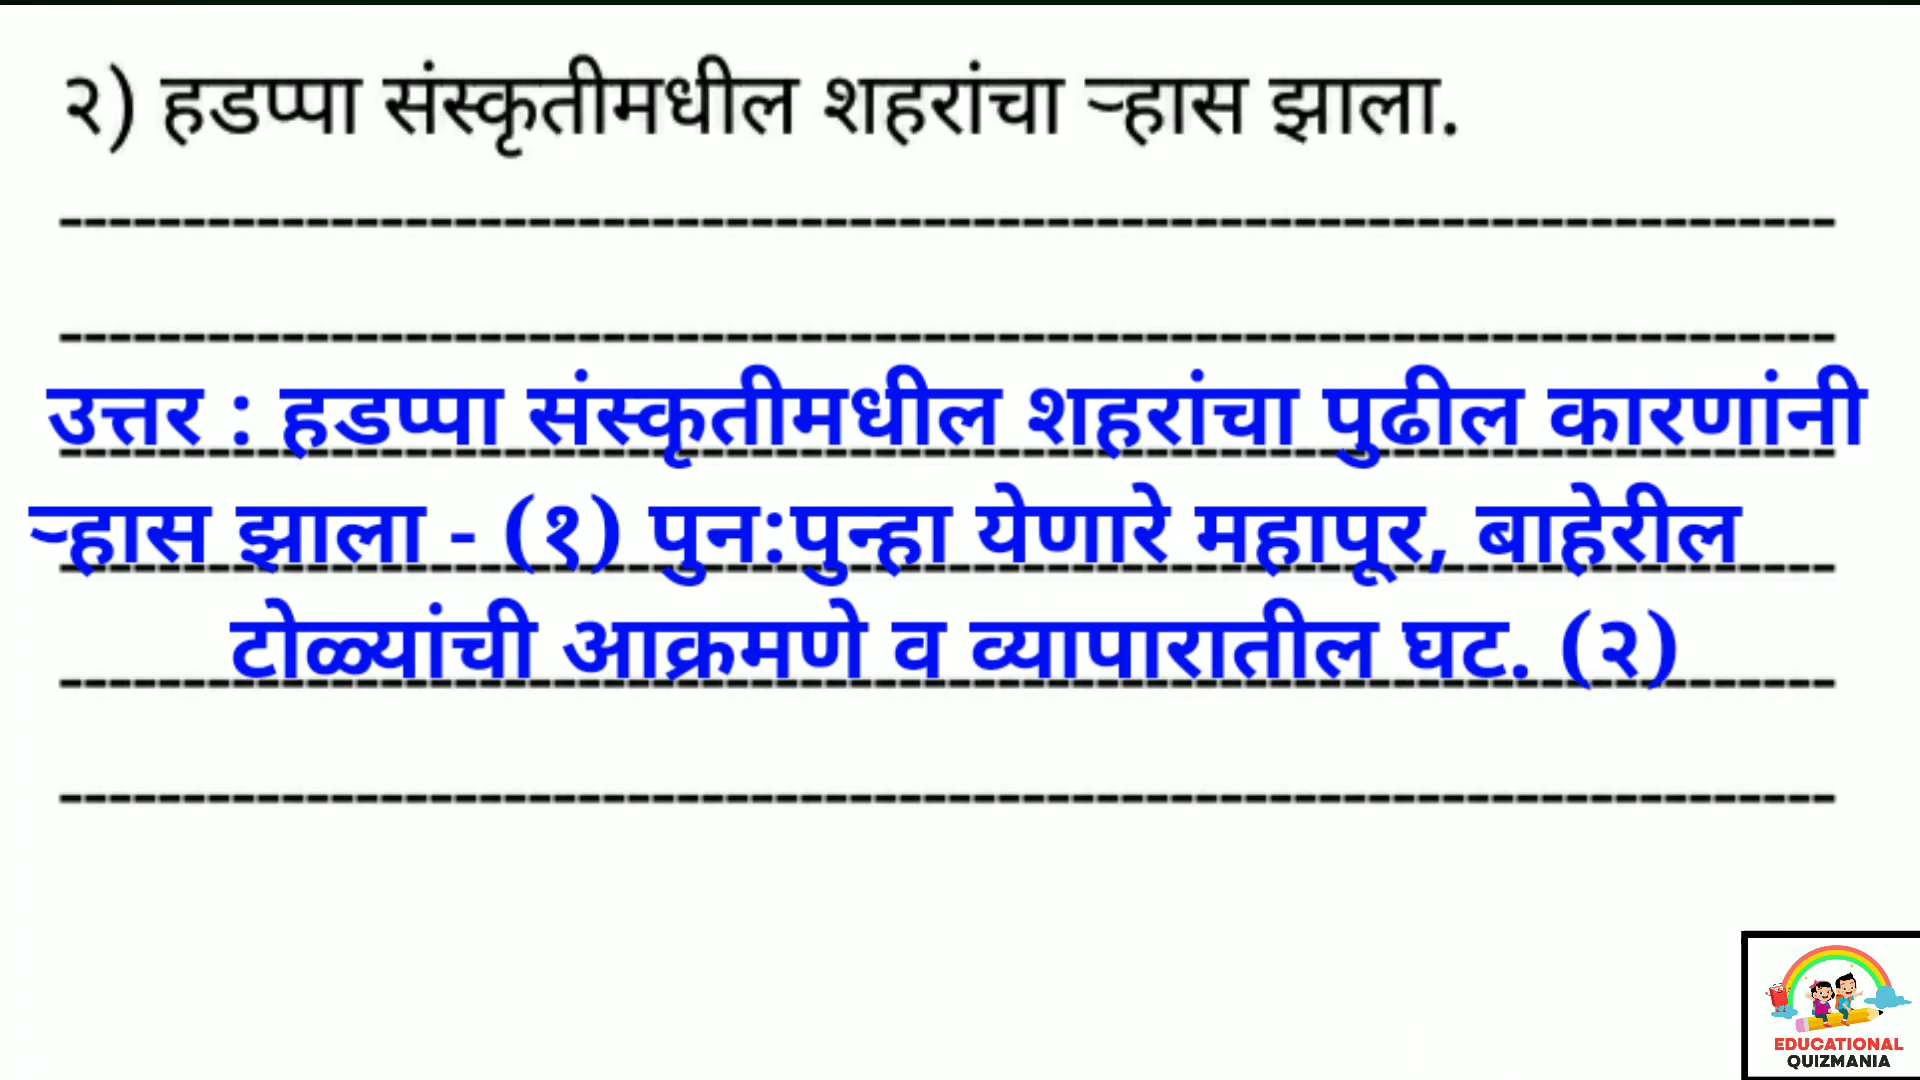 २) हडप्पा संस्कृतीमधील शहरांचा ऱ्हास झाला.
उत्तर : हडप्पा संस्कृतीमधील शहरांचा पुढील कारणांनी
ऱ्हास झाला - (१) पुन:पुन्हा येणारे महापूर, बाहेरील
टोळ्यांची आक्रमणे व व्यापारातील घट. (२)
EDUCATIONAL
QUIZMANIA